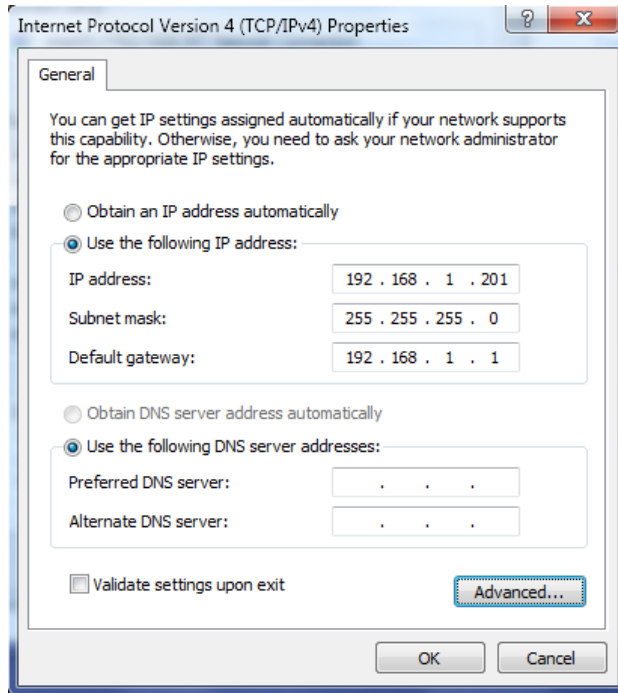 Internet Protocol Version 4 (TCP/IPv4) Properties
General
You can get IP settings assigned automatically if your network supports
this capability. Otherwise, you need to ask your network administrator
for the appropriate IP settings.
Obtain an IP address automatically
Use the following IP address:
IP address: 192 . 168 . 1 . 201
Subnet mask: 255 . 255 . 255 . 0
Default gateway: 192 . 168 . 1 . 1
Obtain DNS server address automatically
Use the following DNS server addresses:
Preferred DNS server: . . .
Alternate DNS server: . . .
Validate settings upon exit
Advanced...
OK Cancel